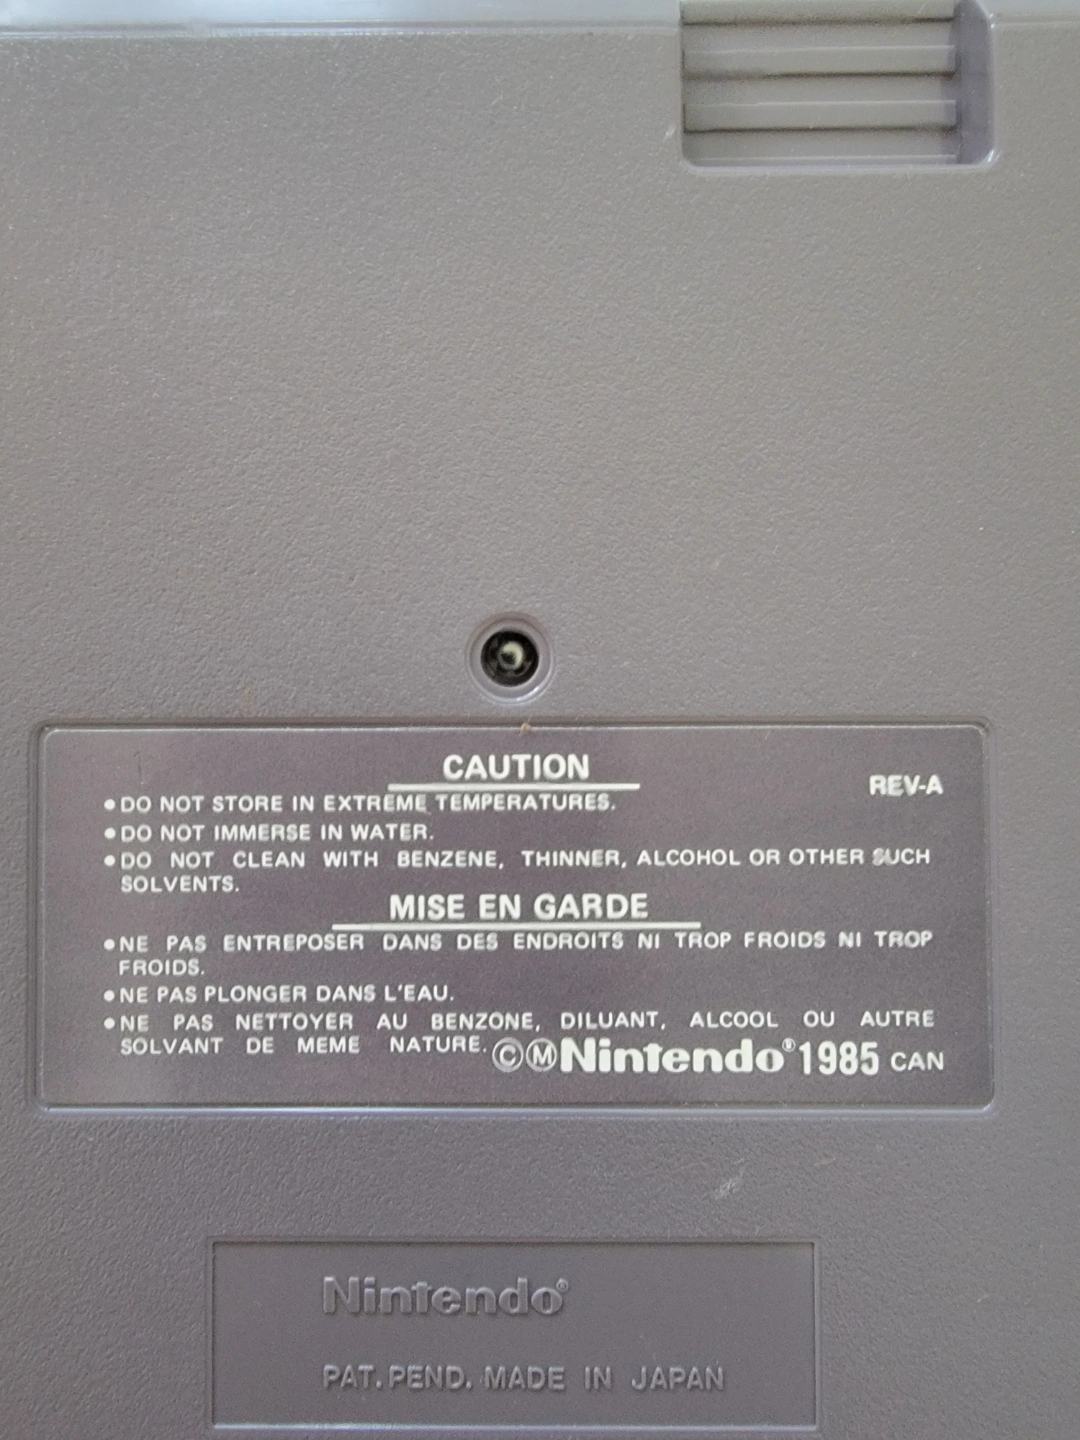 CAUTION
REV-A
●DO NOT STORE IN EXTREME TEMPERATURES.
●DO NOT IMMERSE IN WATER.
●DO NOT CLEAN WITH BENZENE, THINNER, ALCOHOL OR OTHER SUCH
SOLVENTS.
MISE EN GARDE
●NE PAS ENTREPOSER DANS DES ENDROITS NI TROP FROIDS NI TROP
FROIDS.
●NE PAS PLONGER DANS L'EAU.
●NE PAS NETTOYER AU BENZONE, DILUANT, ALCOOL OU AUTRE
SOLVANT DE MEME NATURE.
©ⓂNintendo® 1985 CAN
Nintendo®
PAT. PEND. MADE IN JAPAN